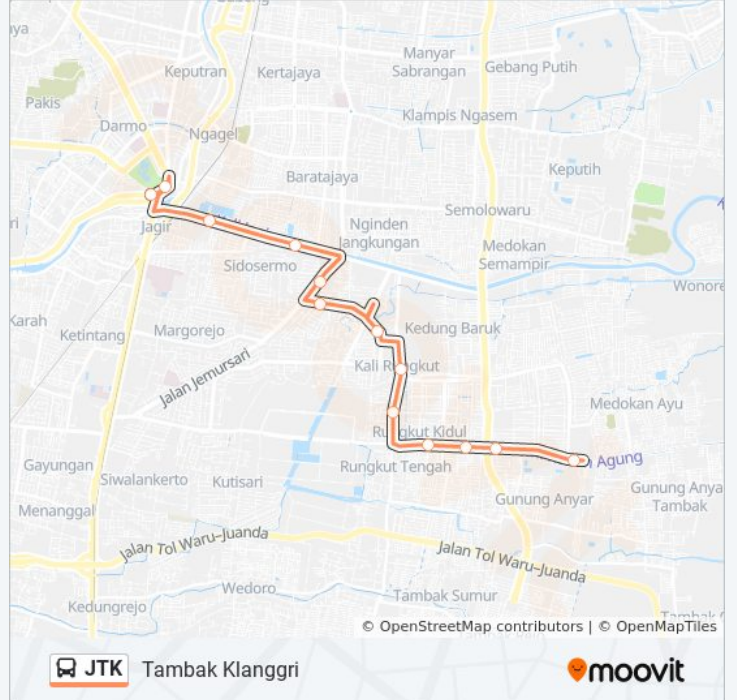 Pakis
Keputran
Kertajaya
Manyar
Sabrangan
Gebang Putih
Darmo
Ngagel
Klampis Ngasem
Baratajaya
Keputih
Semolowaru
Jagir
Nginden
Jangkungan
Medokan
Semampir
Sidosermo
Wonore
Karah
Ketintang
Margorejo
Kedung Baruk
Jalan Jemursari
Kali Rungkut
Medokan Ayu
Rungkut Kidul
Gayungan
Siwalankerto
Kutisari
Rungkut Tengah
Agung
Menanggal
Gunung Anyar
Gunung Anya
Tambak
Jalan Tol Waru–Juanda
Jalan Tol Waru–Juanda
Wedoro
Kedungrejo
Tambak Sumur
© OpenStreetMap contributors | © OpenMapTiles
JTK Tambak Klanggri
moovit